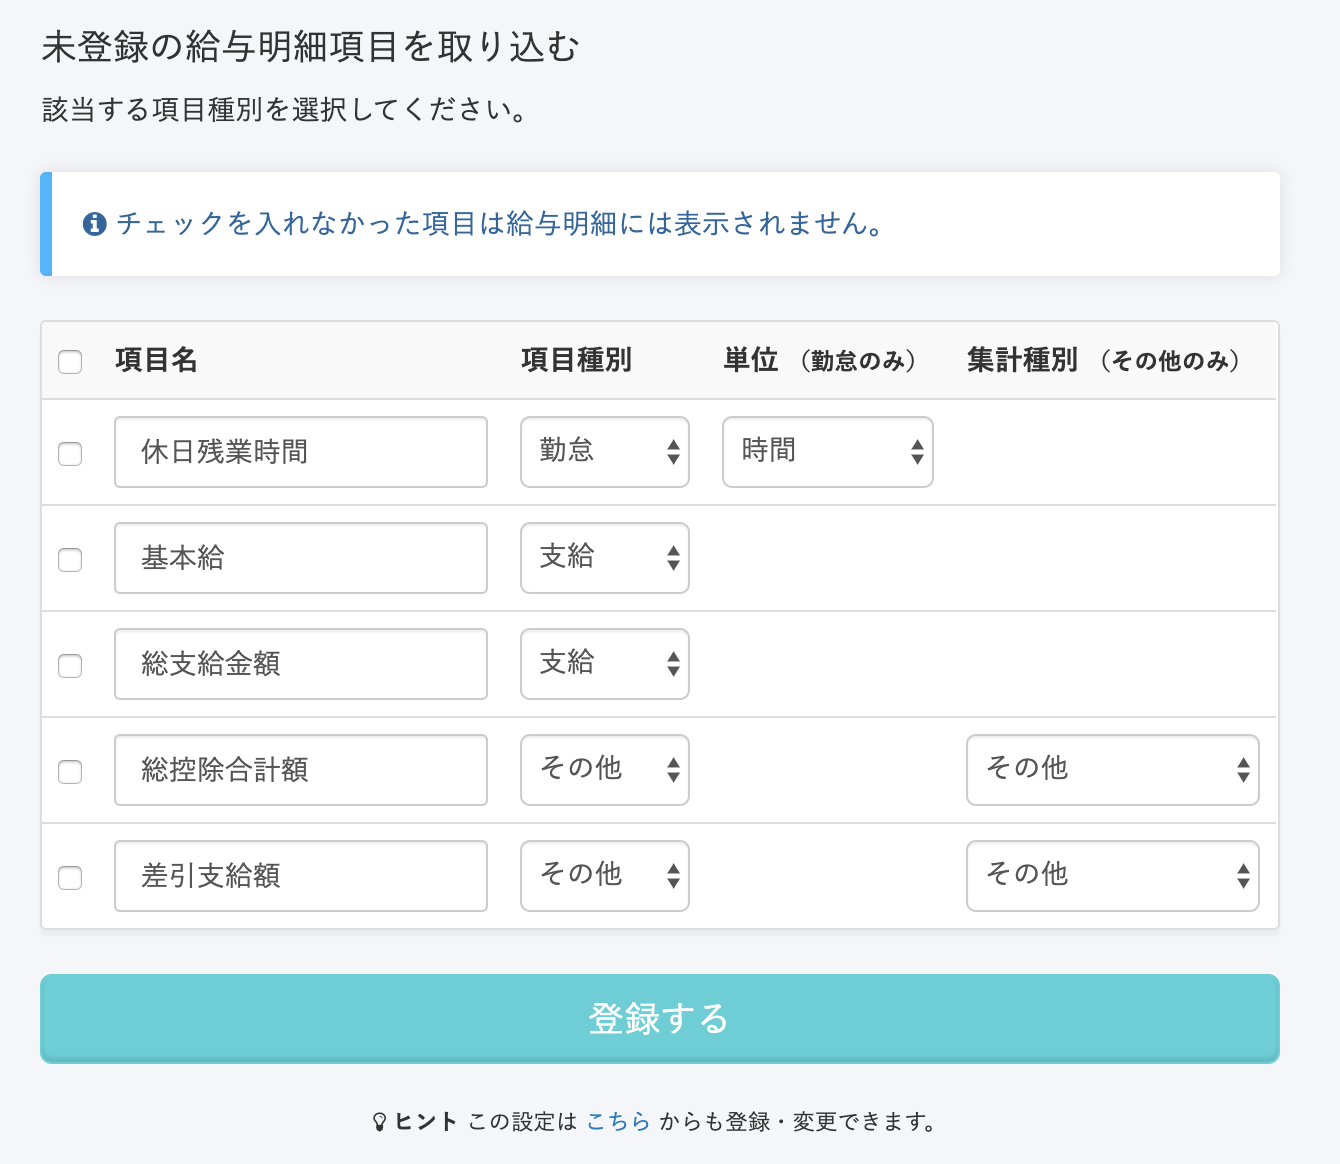 未登録の給与明細項目を取り込む
該当する項目種別を選択してください。
チェックを入れなかった項目は給与明細には表示されません。
項目名 項目種別 単位 （勤怠のみ） 集計種別 （その他のみ）
休日残業時間 勤怠 時間
基本給 支給
総支給金額 支給
総控除合計額 その他 その他
差引支給額 その他 その他
登録する
ヒント この設定は こちら からも登録・変更できます。